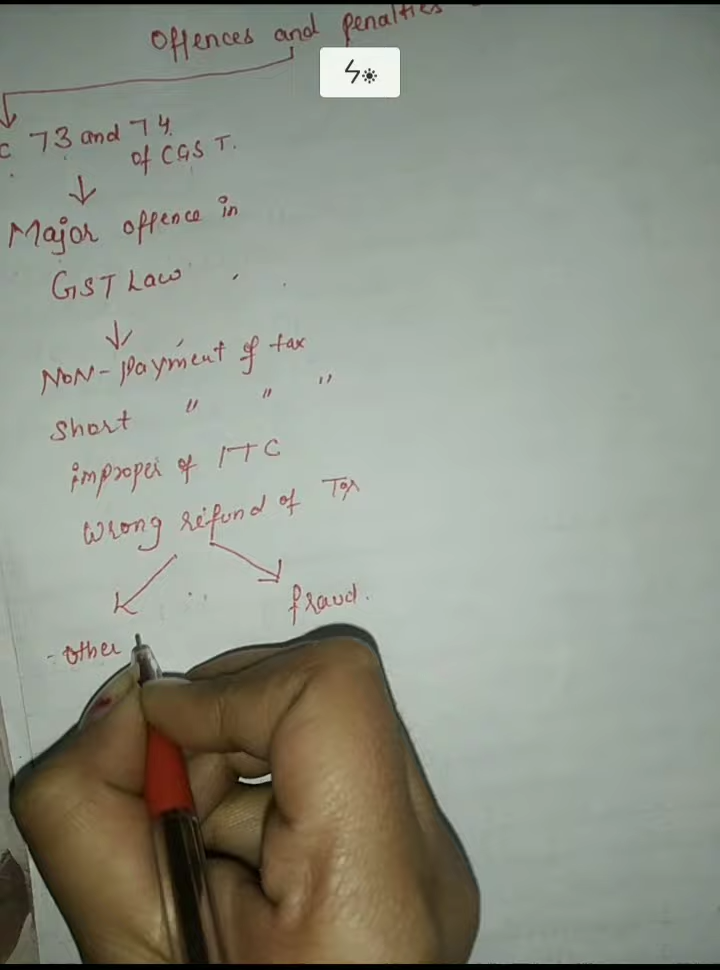 Offences and penalties
c 73 and 74
of CGST.
Major offence in
GST Law
Non-payment of tax
Short " " "
improper of ITC
Wrong refund of Tax
fraud.
- other